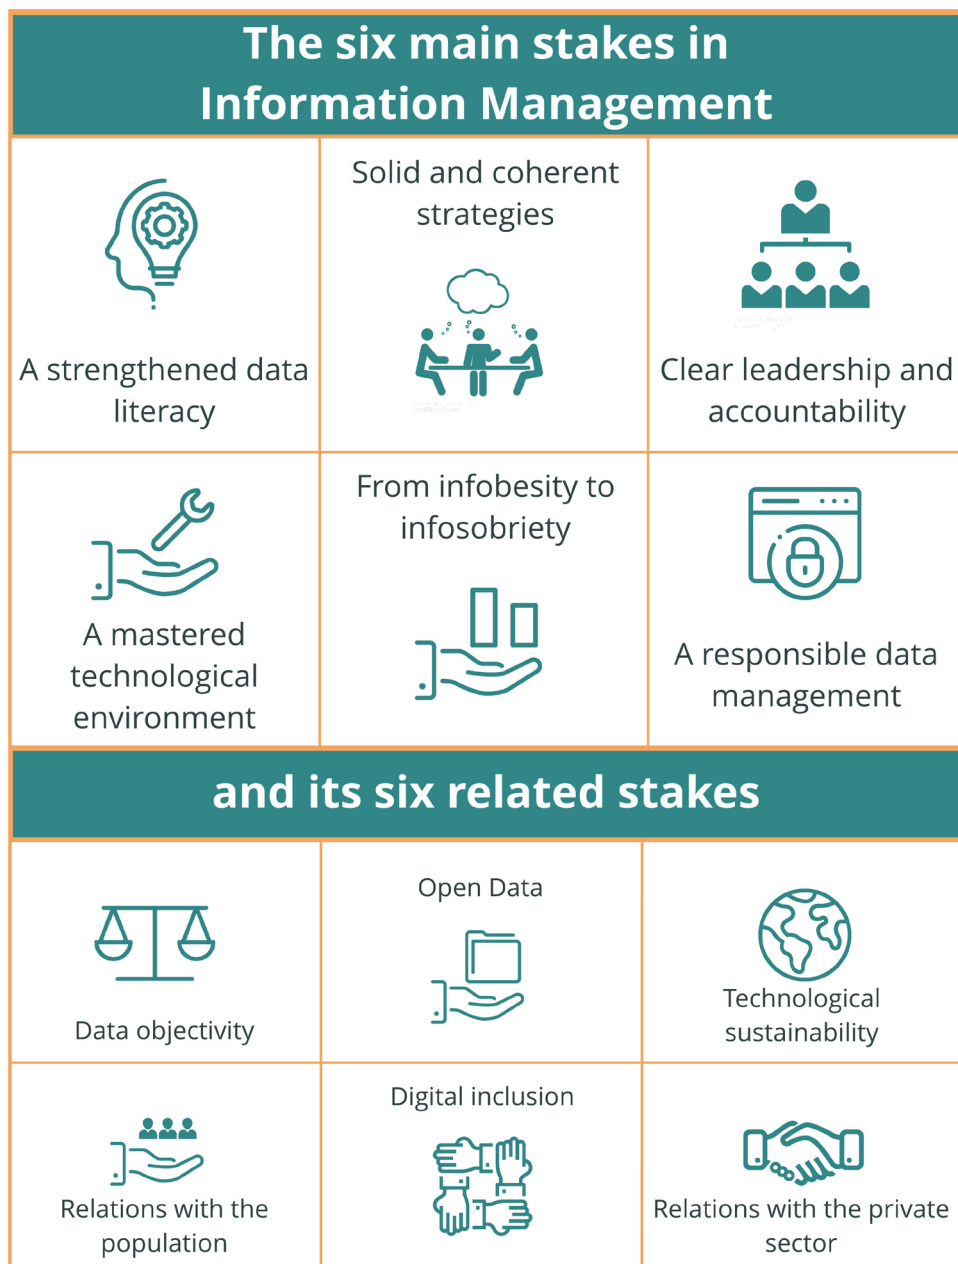 The six main stakes in
Information Management
A strengthened data
literacy
Solid and coherent
strategies
Clear leadership and
accountability
A mastered
technological
environment
From infobesity to
infosobriety
A responsible data
management
and its six related stakes
Data objectivity
Open Data
Technological
sustainability
Relations with the
population
Digital inclusion
Relations with the private
sector